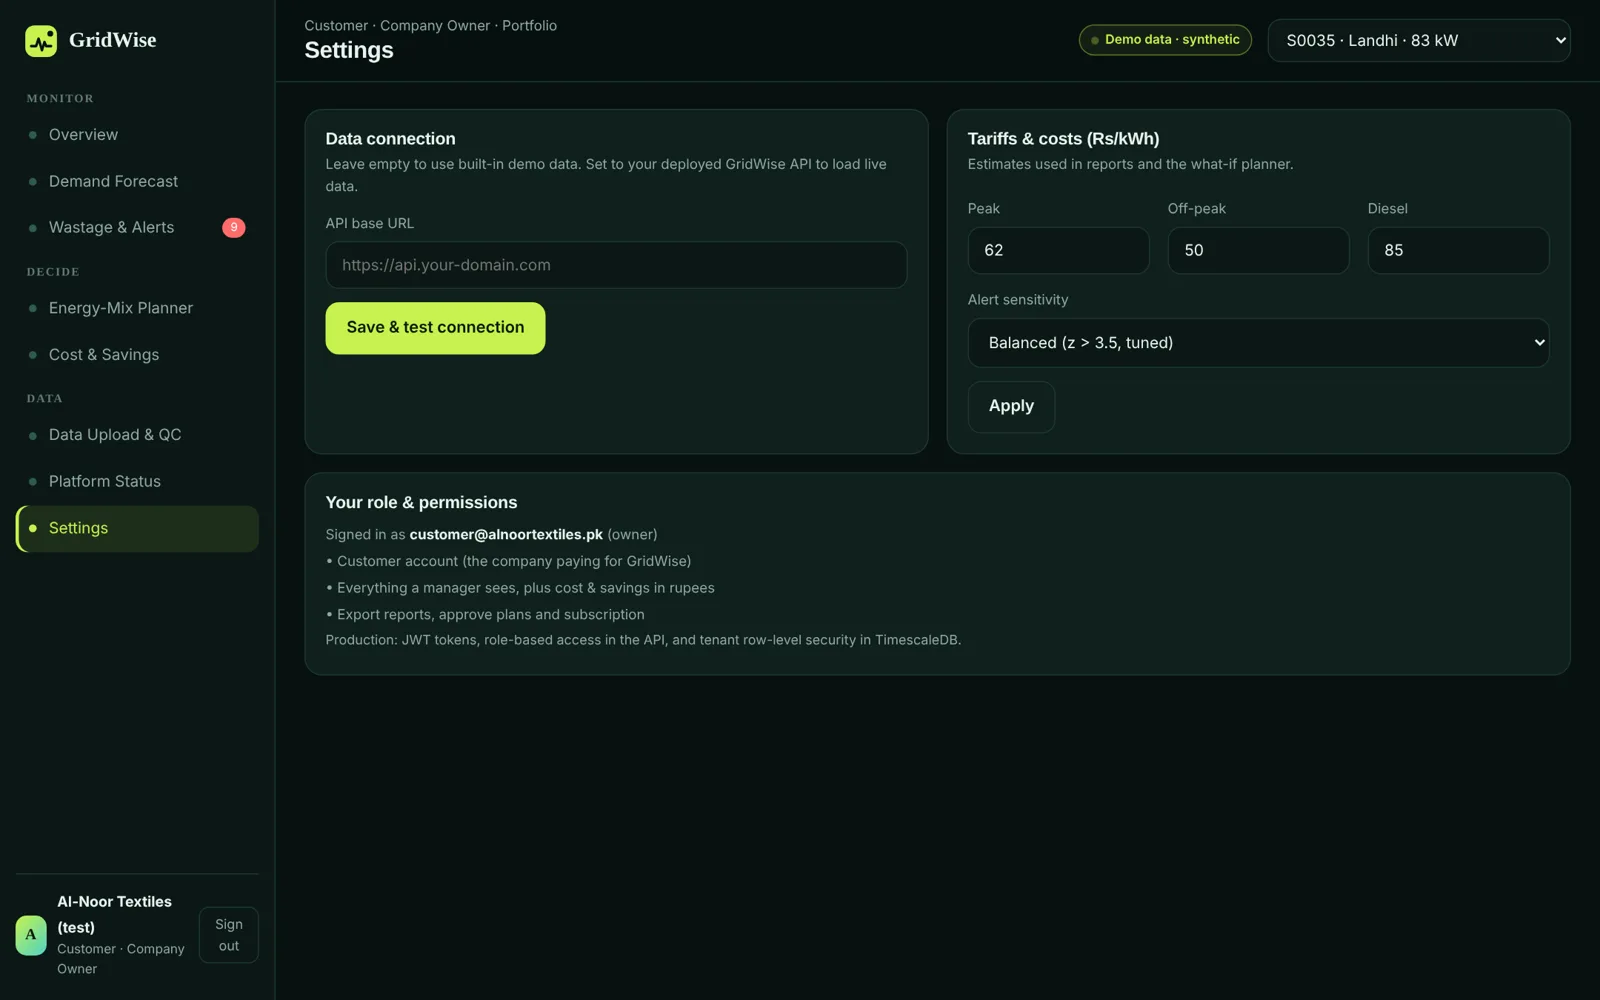 GridWise
MONITOR
Overview
Demand Forecast
Wastage & Alerts
9
DECIDE
Energy-Mix Planner
Cost & Savings
DATA
Data Upload & QC
Platform Status
Settings
Al-Noor Textiles
(test)
Customer · Company
Owner
A
Sign
out
Customer · Company Owner · Portfolio
Settings
Demo data · synthetic
S0035 · Landhi · 83 kW
Data connection
Leave empty to use built-in demo data. Set to your deployed GridWise API to load live
data.
API base URL
https://api.your-domain.com
Save & test connection
Tariffs & costs (Rs/kWh)
Estimates used in reports and the what-if planner.
Peak
Off-peak
Diesel
62
50
85
Alert sensitivity
Balanced (z > 3.5, tuned)
Apply
Your role & permissions
Signed in as customer@alnoortextiles.pk (owner)
• Customer account (the company paying for GridWise)
• Everything a manager sees, plus cost & savings in rupees
• Export reports, approve plans and subscription
Production: JWT tokens, role-based access in the API, and tenant row-level security in TimescaleDB.